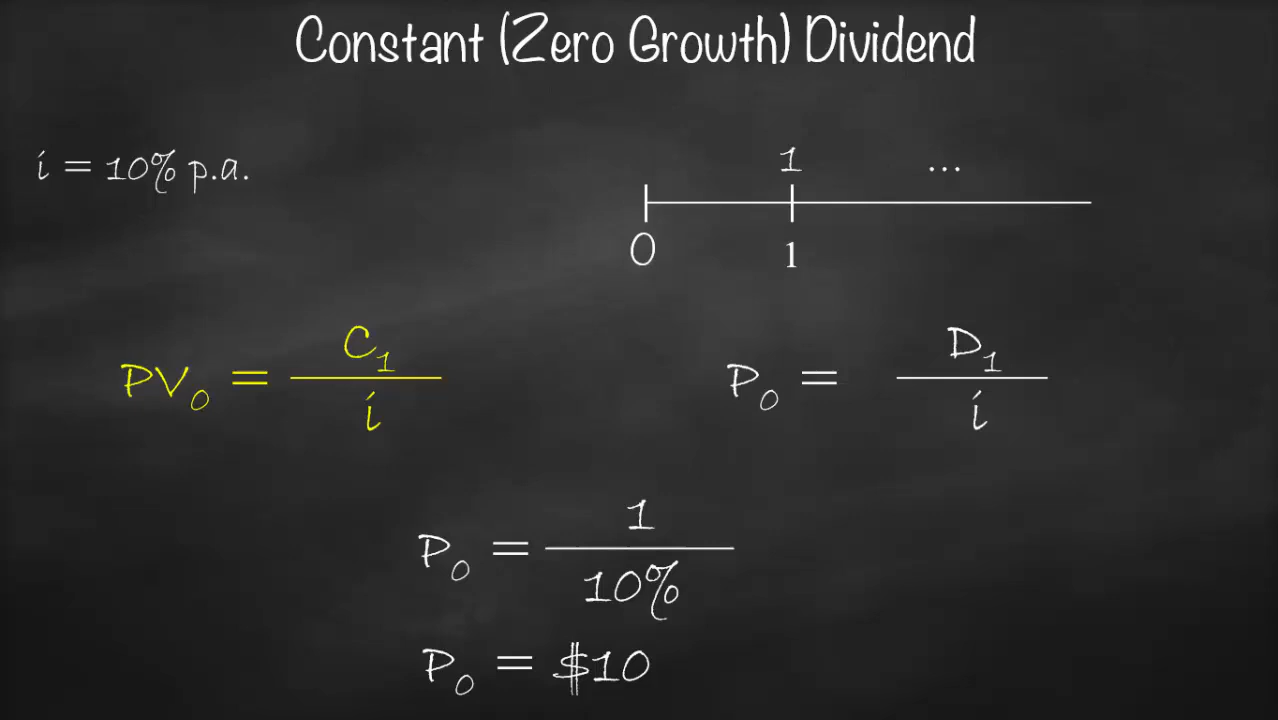 Constant (Zero Growth) Dividend
i = 10% p.a.
1 ...
0 1
PV₀ = C₁ / i
P₀ = D₁ / i
P₀ = 1 / 10%
P₀ = $10